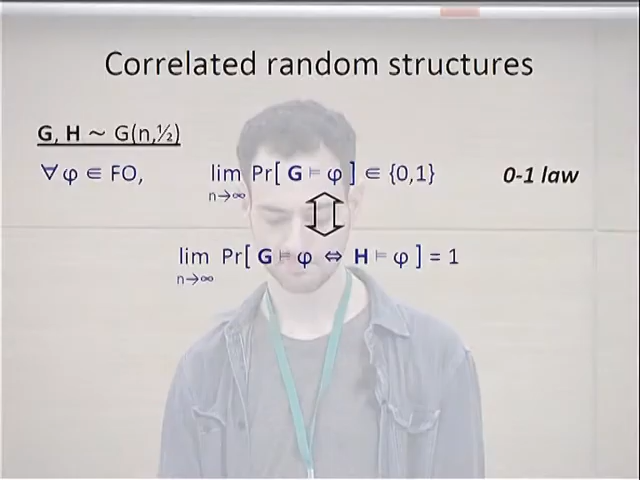 Correlated random structures
G, H ~ G(n,½)
∀ φ ∈ FO, lim Pr[ G ⊨ φ ] ∈ {0,1} 0-1 law
n→∞
lim Pr[ G ⊨ φ ⇔ H ⊨ φ ] = 1
n→∞